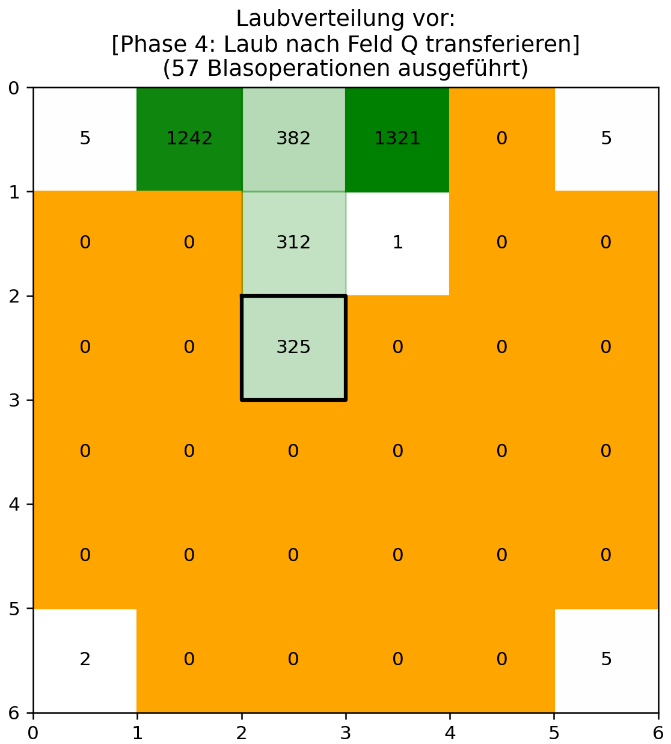 Laubverteilung vor:
[Phase 4: Laub nach Feld Q transferieren]
(57 Blasoperationen ausgeführt)
0
5 1242 382 1321 0 5
1
0 0 312 1 0 0
2
0 0 325 0 0 0
3
0 0 0 0 0 0
4
0 0 0 0 0 0
5
2 0 0 0 0 5
6
0 1 2 3 4 5 6